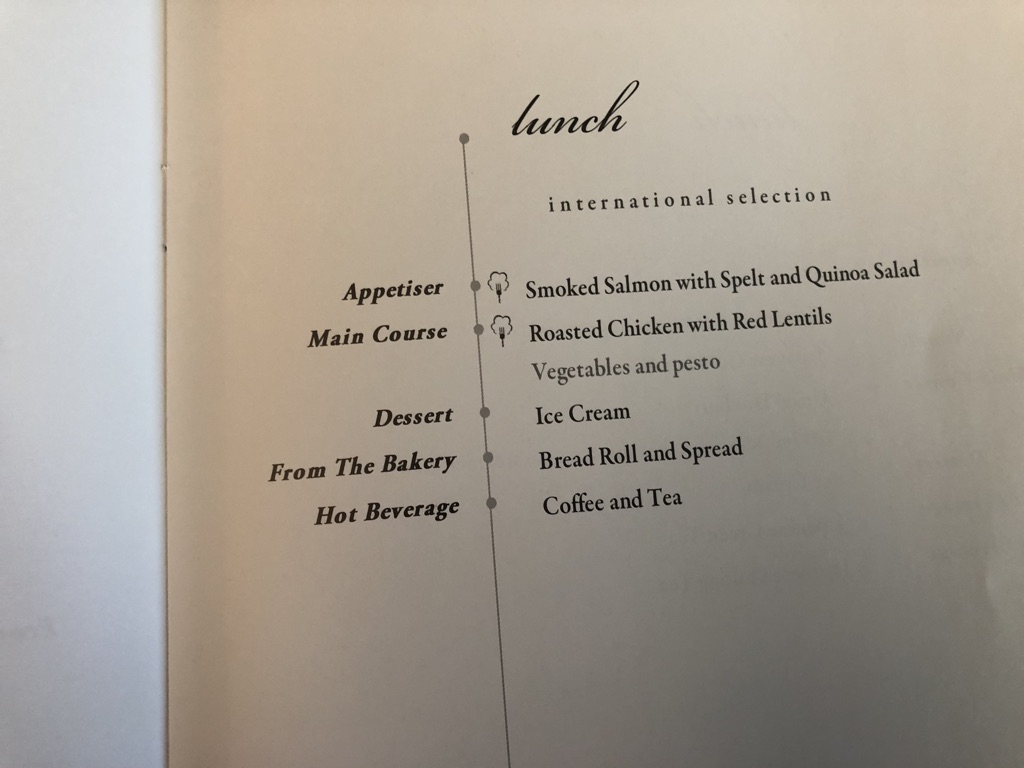 lunch
international selection
Appetiser Smoked Salmon with Spelt and Quinoa Salad
Main Course Roasted Chicken with Red Lentils
Vegetables and pesto
Dessert Ice Cream
From The Bakery Bread Roll and Spread
Hot Beverage Coffee and Tea